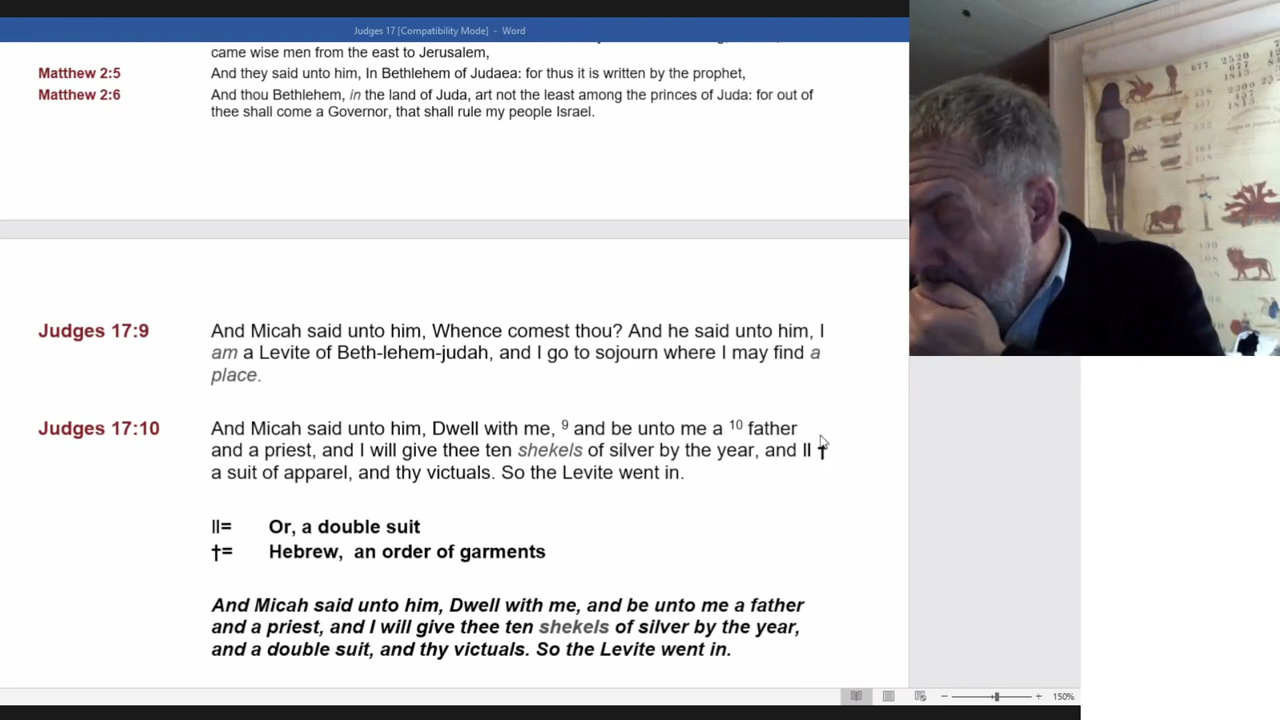 Judges 17 [Compatibility Mode] - Word
came wise men from the east to Jerusalem,
Matthew 2:5 And they said unto him, In Bethlehem of Judaea: for thus it is written by the prophet,
Matthew 2:6 And thou Bethlehem, in the land of Juda, art not the least among the princes of Juda: for out of
thee shall come a Governor, that shall rule my people Israel.
Judges 17:9 And Micah said unto him, Whence comest thou? And he said unto him, I
am a Levite of Beth-lehem-judah, and I go to sojourn where I may find a
place.
Judges 17:10 And Micah said unto him, Dwell with me, 9 and be unto me a 10 father
and a priest, and I will give thee ten shekels of silver by the year, and ll †
a suit of apparel, and thy victuals. So the Levite went in.
ll= Or, a double suit
†= Hebrew, an order of garments
And Micah said unto him, Dwell with me, and be unto me a father
and a priest, and I will give thee ten shekels of silver by the year,
and a double suit, and thy victuals. So the Levite went in.
150%
677 2520
677
1843
2300
457
1843